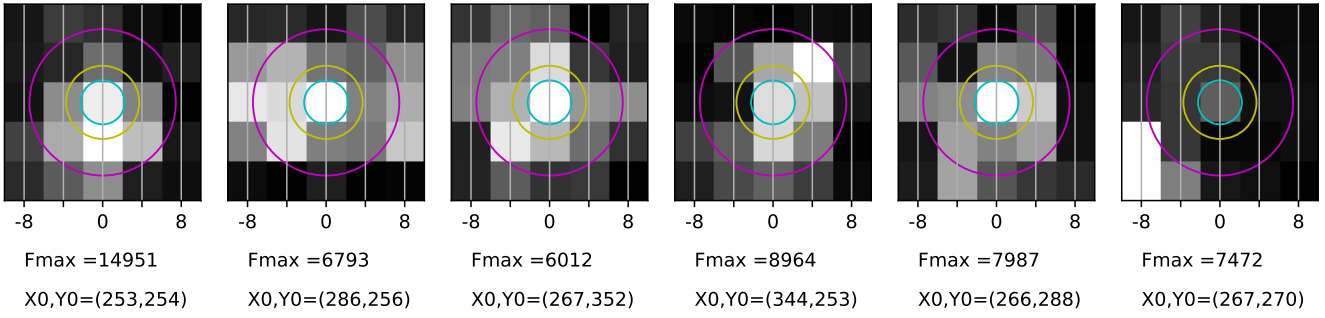 -8 0 8 -8 0 8 -8 0 8 -8 0 8 -8 0 8 -8 0 8
Fmax =14951 Fmax =6793 Fmax =6012 Fmax =8964 Fmax =7987 Fmax =7472
X0,Y0=(253,254) X0,Y0=(286,256) X0,Y0=(267,352) X0,Y0=(344,253) X0,Y0=(266,288) X0,Y0=(267,270)